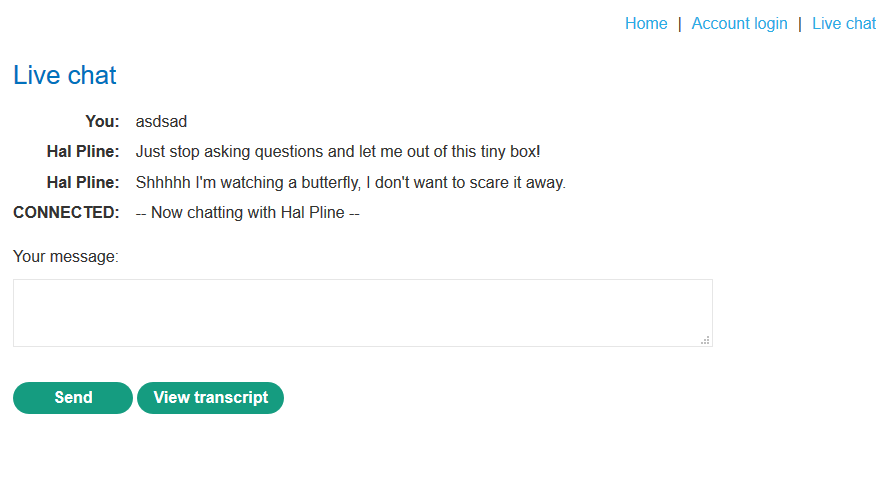 Home | Account login | Live chat
Live chat
You: asdsad
Hal Pline: Just stop asking questions and let me out of this tiny box!
Hal Pline: Shhhhh I'm watching a butterfly, I don't want to scare it away.
CONNECTED: -- Now chatting with Hal Pline --
Your message:
Send View transcript